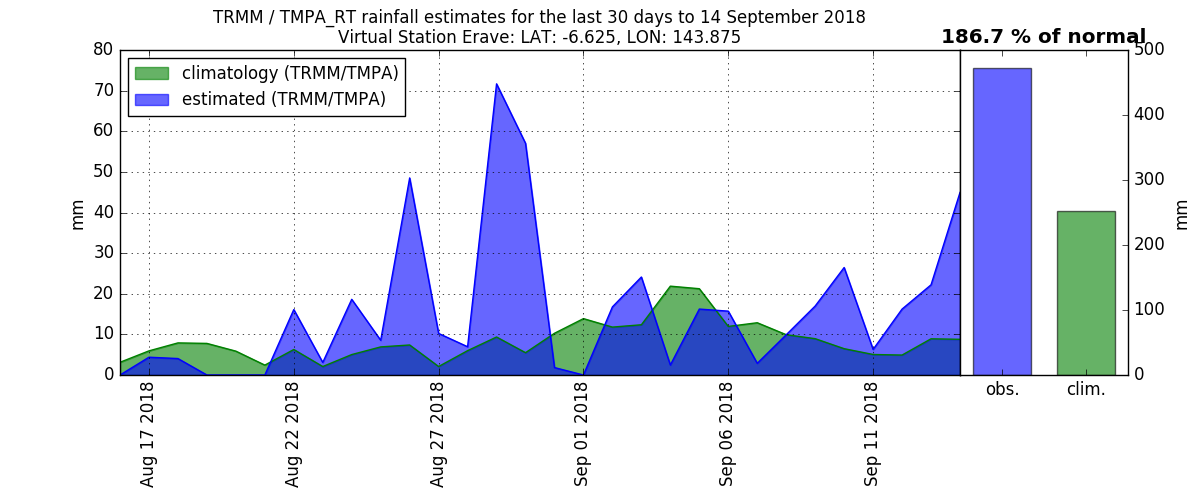 TRMM / TMPA_RT rainfall estimates for the last 30 days to 14 September 2018
Virtual Station Erave: LAT: -6.625, LON: 143.875
186.7 % of normal
climatology (TRMM/TMPA)
estimated (TRMM/TMPA)
80
70
60
50
40
30
20
10
0
mm
Aug 17 2018
Aug 22 2018
Aug 27 2018
Sep 01 2018
Sep 06 2018
Sep 11 2018
500
400
300
200
100
0
mm
obs.
clim.